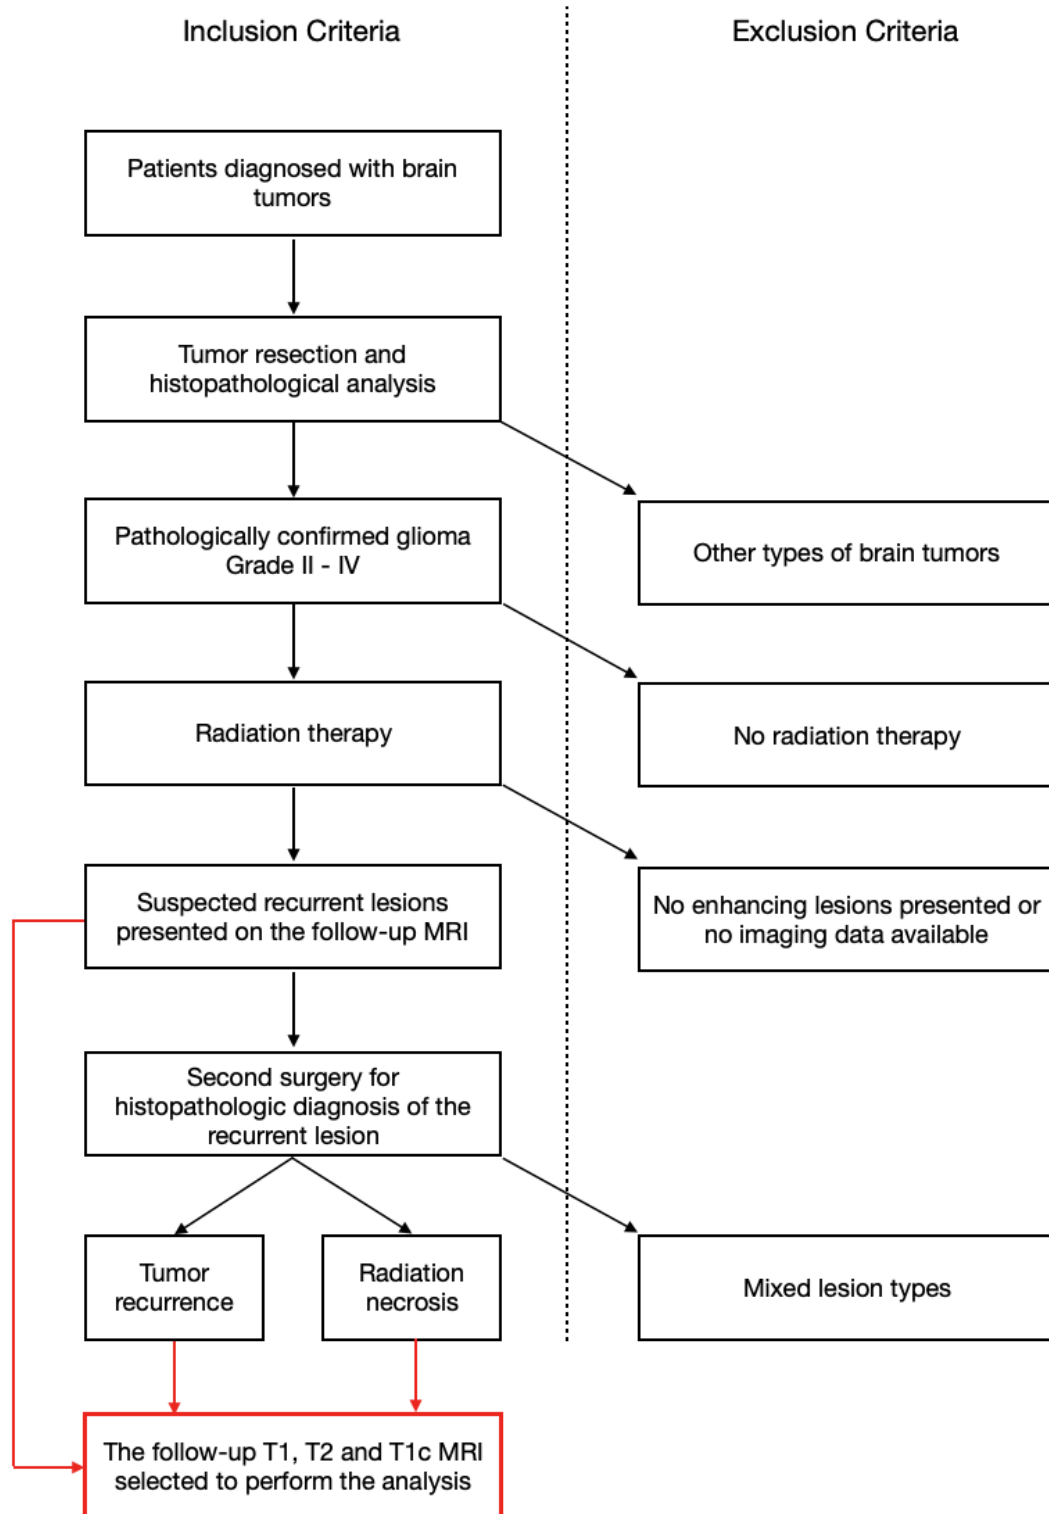 Inclusion Criteria
Exclusion Criteria
Patients diagnosed with brain
tumors
Tumor resection and
histopathological analysis
Pathologically confirmed glioma
Grade II - IV
Other types of brain tumors
Radiation therapy
No radiation therapy
Suspected recurrent lesions
presented on the follow-up MRI
No enhancing lesions presented or
no imaging data available
Second surgery for
histopathologic diagnosis of the
recurrent lesion
Tumor
recurrence
Radiation
necrosis
Mixed lesion types
The follow-up T1, T2 and T1c MRI
selected to perform the analysis